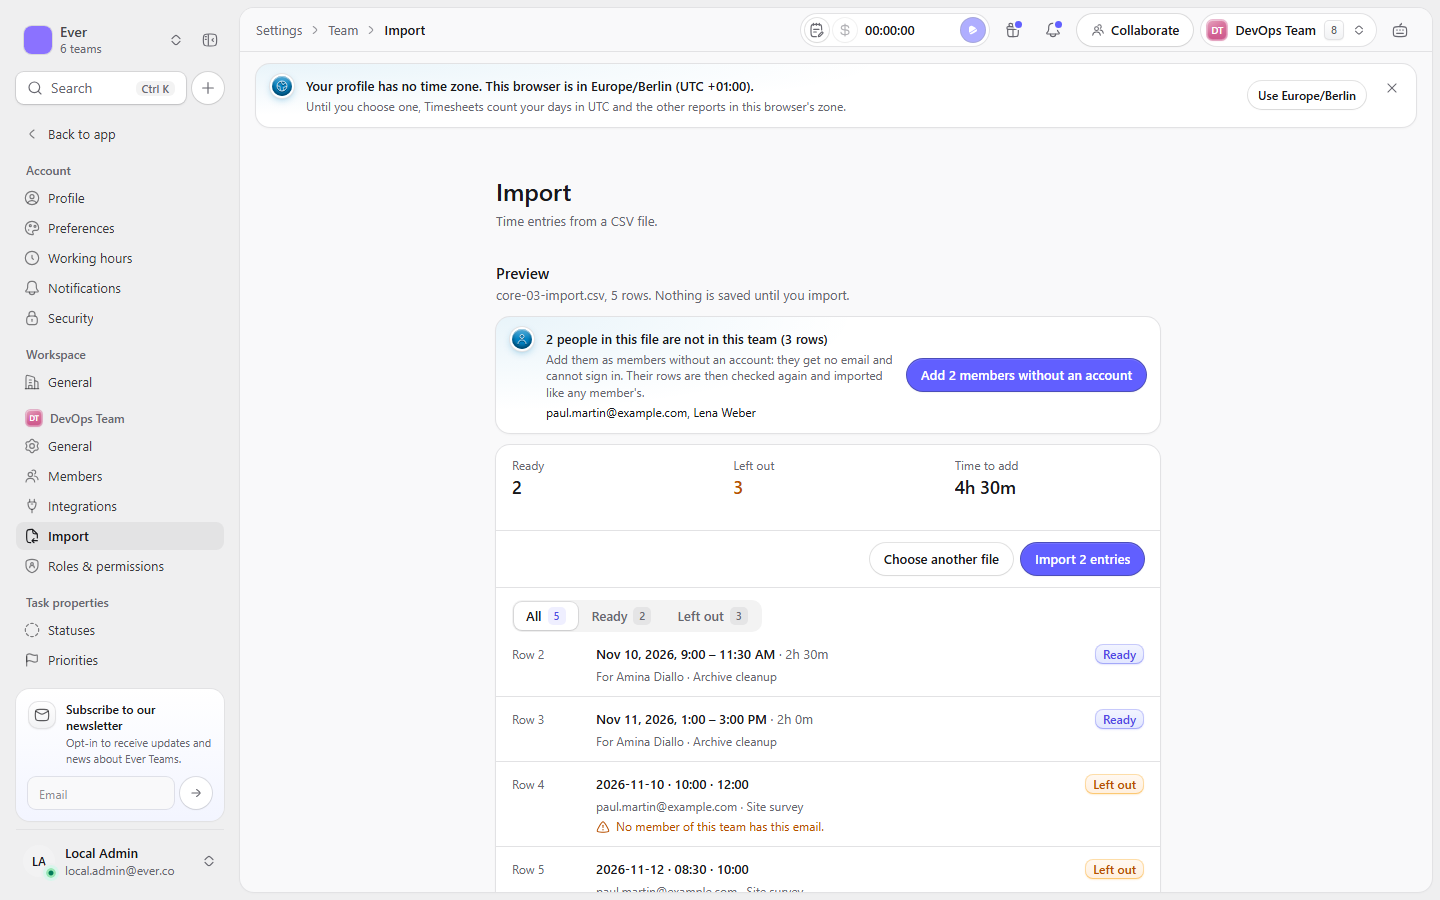 Ever
6 teams
Search
Ctrl K
Back to app
Account
Profile
Preferences
Working hours
Notifications
Security
Workspace
General
DT DevOps Team
General
Members
Integrations
Import
Roles & permissions
Task properties
Statuses
Priorities
Subscribe to our
newsletter
Opt-in to receive updates and
news about Ever Teams.
Email
LA
Local Admin
local.admin@ever.co
Settings > Team > Import
00:00:00
Collaborate
DT DevOps Team 8
Your profile has no time zone. This browser is in Europe/Berlin (UTC +01:00).
Until you choose one, Timesheets count your days in UTC and the other reports in this browser's zone.
Use Europe/Berlin
Import
Time entries from a CSV file.
Preview
core-03-import.csv, 5 rows. Nothing is saved until you import.
2 people in this file are not in this team (3 rows)
Add them as members without an account: they get no email and
cannot sign in. Their rows are then checked again and imported
like any member's.
paul.martin@example.com, Lena Weber
Add 2 members without an account
Ready
2
Left out
3
Time to add
4h 30m
Choose another file
Import 2 entries
All 5
Ready 2
Left out 3
Row 2
Nov 10, 2026, 9:00 – 11:30 AM · 2h 30m
For Amina Diallo · Archive cleanup
Ready
Row 3
Nov 11, 2026, 1:00 – 3:00 PM · 2h 0m
For Amina Diallo · Archive cleanup
Ready
Row 4
2026-11-10 · 10:00 · 12:00
paul.martin@example.com · Site survey
No member of this team has this email.
Left out
Row 5
2026-11-12 · 08:30 · 10:00
paul.martin@example.com · Site survey
Left out